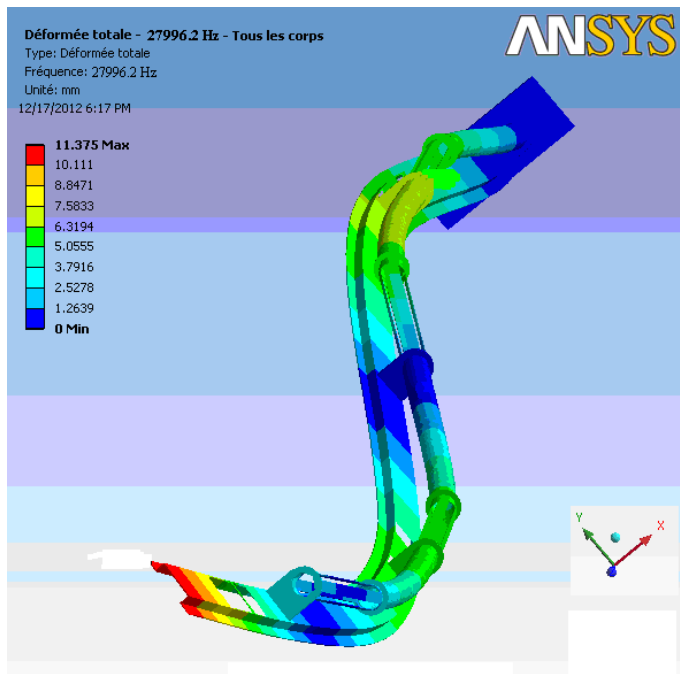 Déformée totale - 27996.2 Hz - Tous les corps
Type: Déformée totale
Fréquence: 27996.2 Hz
Unité: mm
12/17/2012 6:17 PM
ANSYS
11.375 Max
10.111
8.8471
7.5833
6.3194
5.0555
3.7916
2.5278
1.2639
0 Min
Y
X